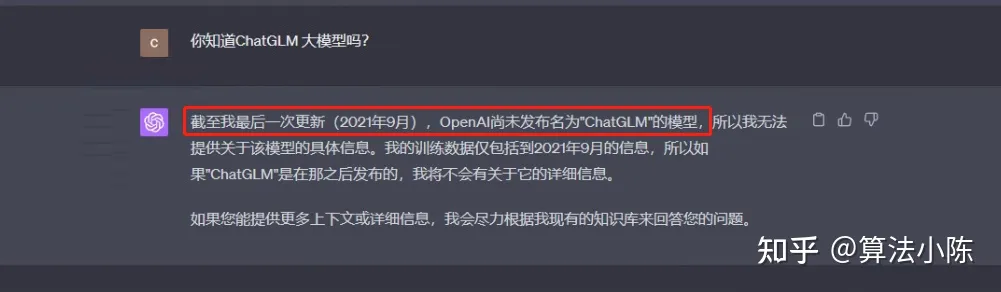 C
你知道ChatGLM 大模型吗?
截至我最后一次更新（2021年9月），OpenAI尚未发布名为"ChatGLM"的模型，所以我无法
提供关于该模型的具体信息。我的训练数据仅包括到2021年9月的信息，所以如
果"ChatGLM"是在那之后发布的，我将不会有关于它的详细信息。
如果您能提供更多上下文或详细信息，我会尽力根据我现有的知识库来回答您的问题。
知乎 @算法小陈